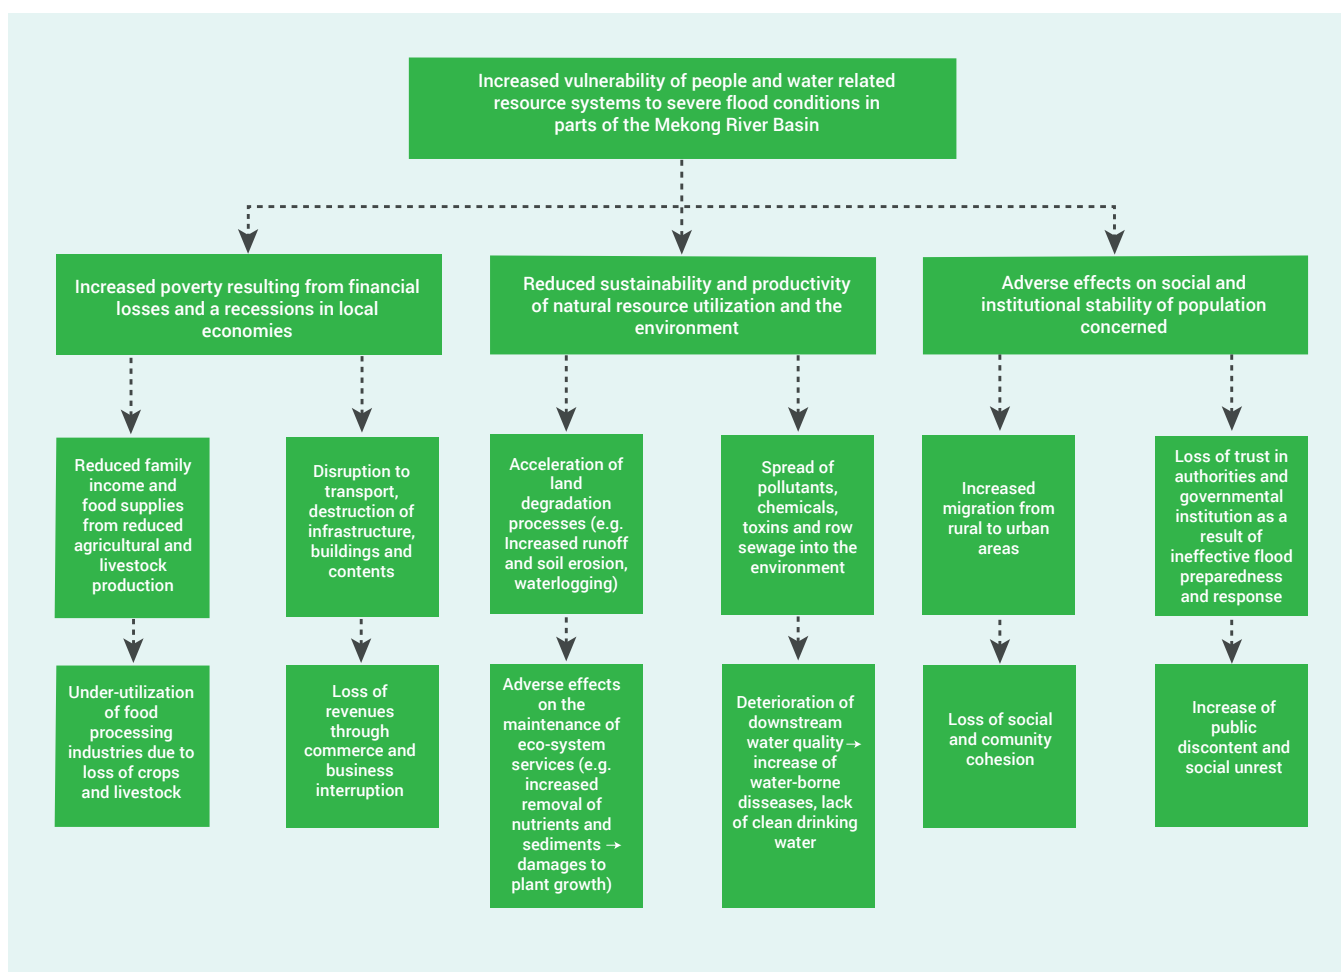 Increased vulnerability of people and water related
resource systems to severe flood conditions in
parts of the Mekong River Basin
Increased poverty resulting from financial
losses and a recessions in local
economies
Reduced sustainability and productivity
of natural resource utilization and the
environment
Adverse effects on social and
institutional stability of population
concerned
Reduced family
income and
food supplies
from reduced
agricultural and
livestock
production
Disruption to
transport,
destruction of
infrastructure,
buildings and
contents
Acceleration of
land
degradation
processes (e.g.
Increased runoff
and soil erosion,
waterlogging)
Spread of
pollutants,
chemicals,
toxins and row
sewage into the
environment
Increased
migration from
rural to urban
areas
Loss of trust in
authorities and
governmental
institution as a
result of
ineffective flood
preparedness
and response
Under-utilization
of food
processing
industries due to
loss of crops
and livestock
Loss of
revenues
through
commerce and
business
interruption
Adverse effects
on the
maintenance of
eco-system
services (e.g.
increased
removal of
nutrients and
sediments →
damages to
plant growth)
Deterioration of
downstream
water quality →
increase of
water-borne
disseases, lack
of clean drinking
water
Loss of social
and comunity
cohesion
Increase of
public
discontent and
social unrest